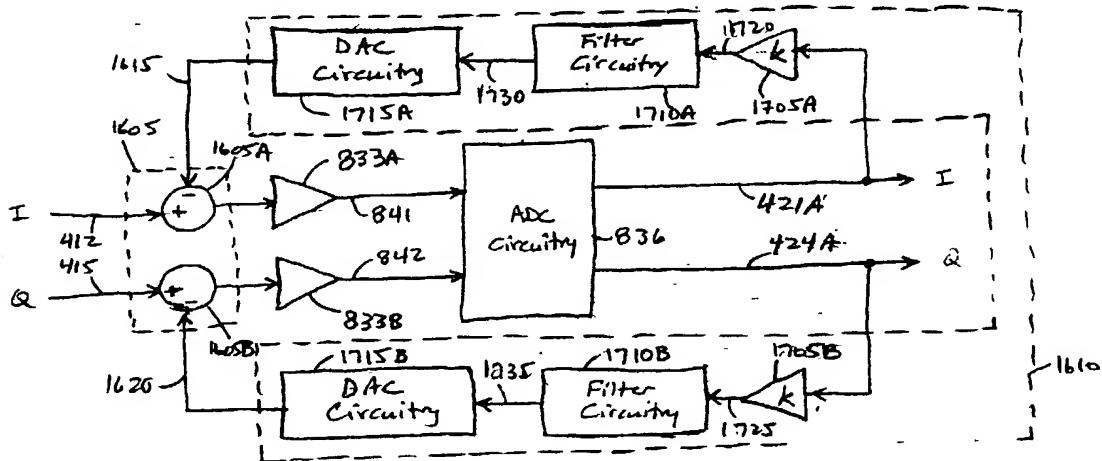 1615
DAC
Circuitry
1715A
1730
Filter
Circuitry
1710A
1720
k
1705A
1605
1605A
-
+
I
412
833A
841
ADC
Circuitry
836
421A
I
415
Q
+
-
1605B
833B
842
424A
Q
1620
1715B
DAC
Circuitry
1a35
1710B
Filter
Circuitry
1725
k
1705B
1610